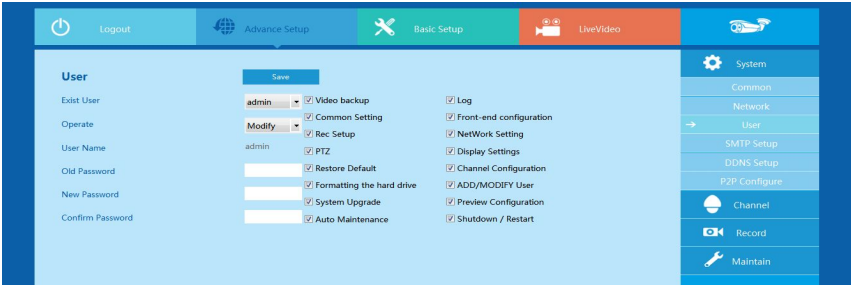 Logout
Advance Setup
Basic Setup
LiveVideo
User
Save
Exist User
admin
Video backup
Log
Operate
Modify
Common Setting
Front-end configuration
Rec Setup
NetWork Setting
User Name
admin
PTZ
Display Settings
Old Password
Restore Default
Channel Configuration
New Password
Formatting the hard drive
ADD/MODIFY User
System Upgrade
Preview Configuration
Confirm Password
Auto Maintenance
Shutdown / Restart
System
Common
Network
User
SMTP Setup
DDNS Setup
P2P Configure
Channel
Record
Maintain